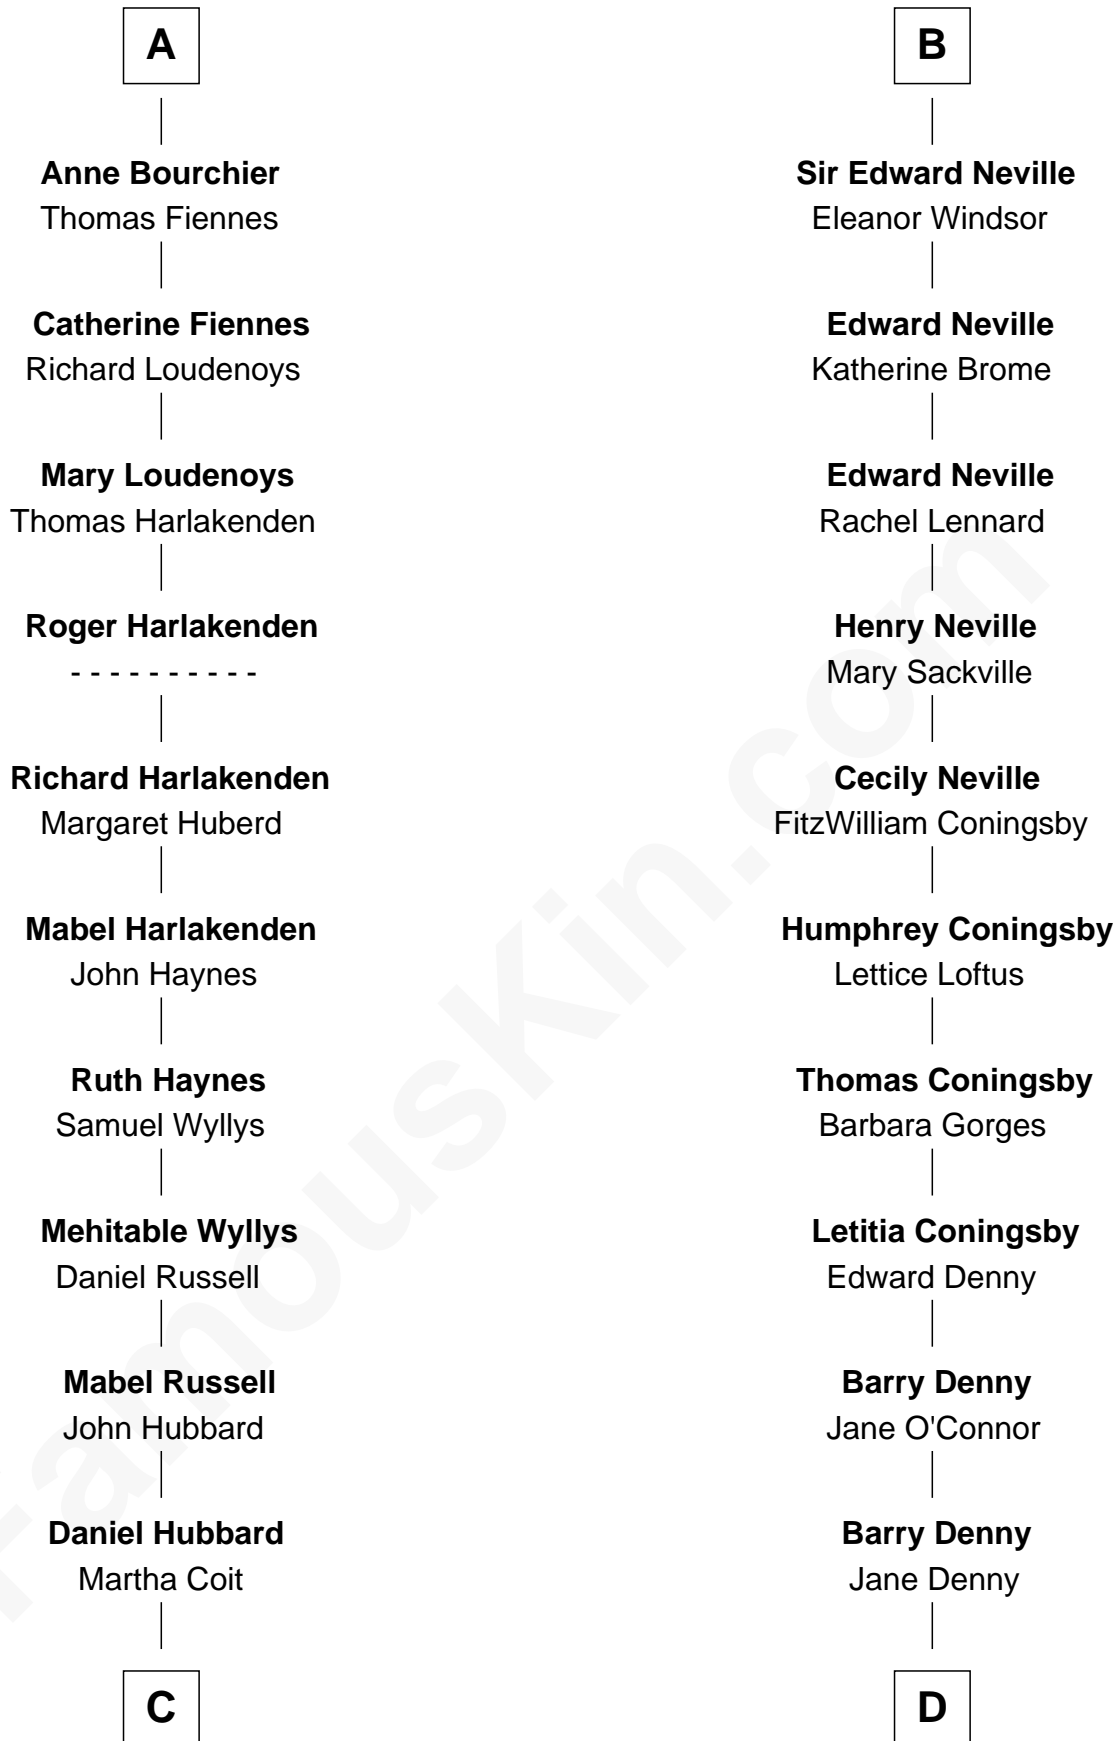 A
Anne Bourchier
Thomas Fiennes
Catherine Fiennes
Richard Loudenoys
Mary Loudenoys
Thomas Harlakenden
Roger Harlakenden
- - - - - - - - - -
Richard Harlakenden
Margaret Huberd
Mabel Harlakenden
John Haynes
Ruth Haynes
Samuel Wyllys
Mehitable Wyllys
Daniel Russell
Mabel Russell
John Hubbard
Daniel Hubbard
Martha Coit
C
B
Sir Edward Neville
Eleanor Windsor
Edward Neville
Katherine Brome
Edward Neville
Rachel Lennard
Henry Neville
Mary Sackville
Cecily Neville
FitzWilliam Coningsby
Humphrey Coningsby
Lettice Loftus
Thomas Coningsby
Barbara Gorges
Letitia Coningsby
Edward Denny
Barry Denny
Jane O'Connor
Barry Denny
Jane Denny
D
FamousKin.com